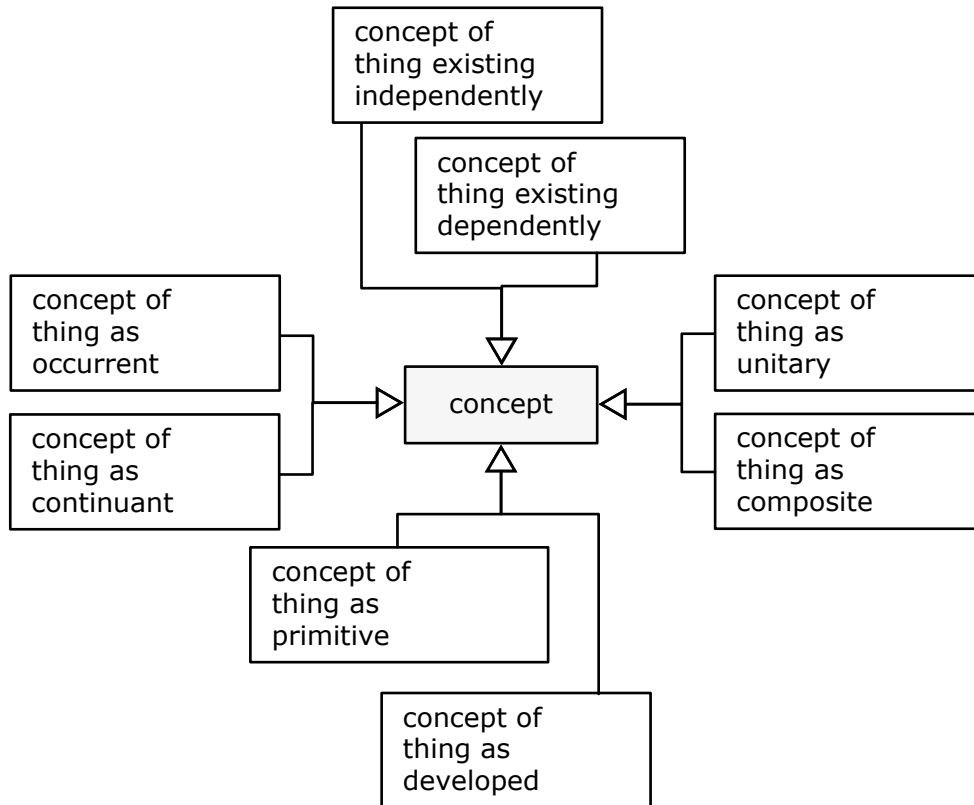 concept of
thing existing
independently
concept of
thing existing
dependently
concept of
thing as
occurrent
concept of
thing as
unitary
concept
concept of
thing as
continuant
concept of
thing as
composite
concept of
thing as
primitive
concept of
thing as
developed